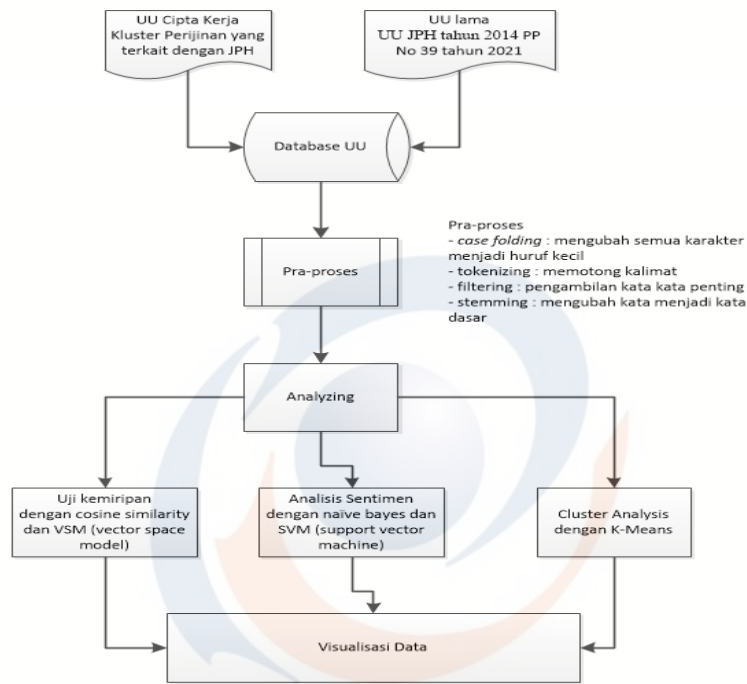 UU Cipta Kerja
Kluster Perijinan yang
terkait dengan JPH
UU lama
UU JPH tahun 2014 PP
No 39 tahun 2021
Database UU
Pra-proses
Pra-proses
- case folding : mengubah semua karakter
menjadi huruf kecil
- tokenizing : memotong kalimat
- filtering : pengambilan kata kata penting
- stemming : mengubah kata menjadi kata
dasar
Analyzing
Uji kemiripan
dengan cosine similarity
dan VSM (vector space
model)
Analisis Sentimen
dengan naïve bayes dan
SVM (support vector
machine)
Cluster Analysis
dengan K-Means
Visualisasi Data